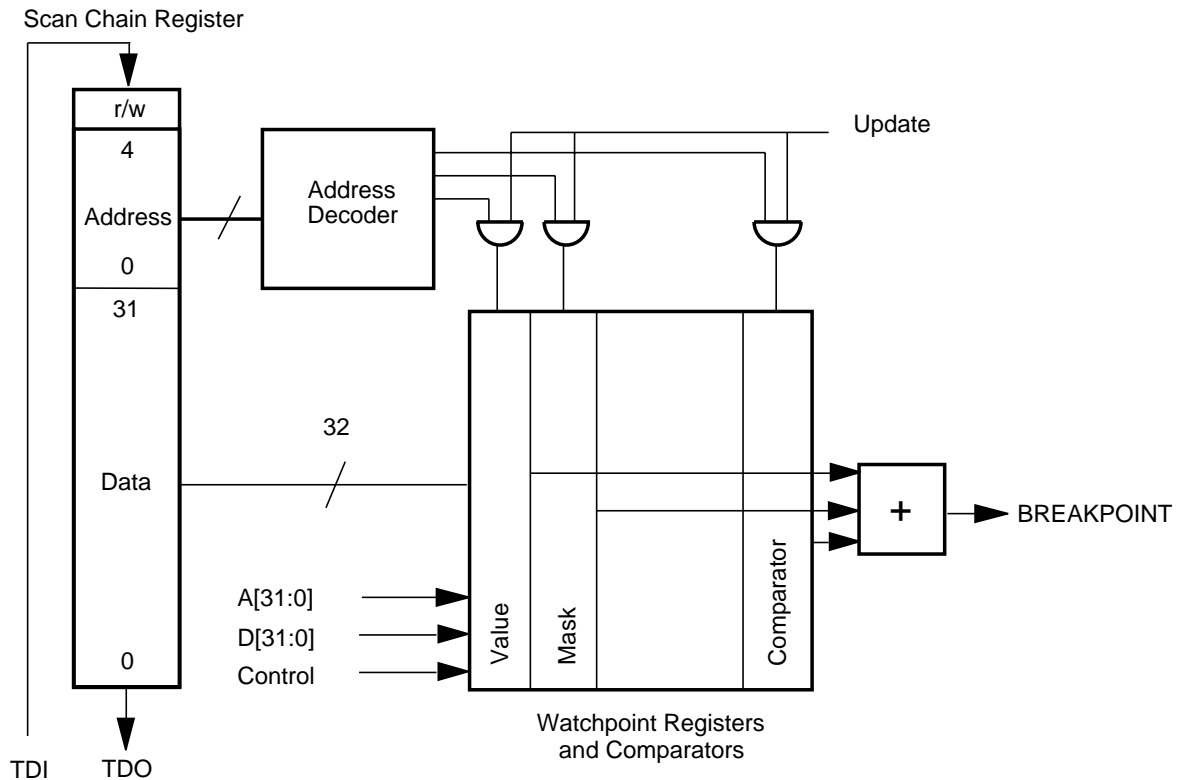 Scan Chain Register
r/w
4
Address
0
31
Data
0
TDI
TDO
Address
Decoder
Update
32
A[31:0]
D[31:0]
Control
Value
Mask
Comparator
+
BREAKPOINT
Watchpoint Registers
and Comparators